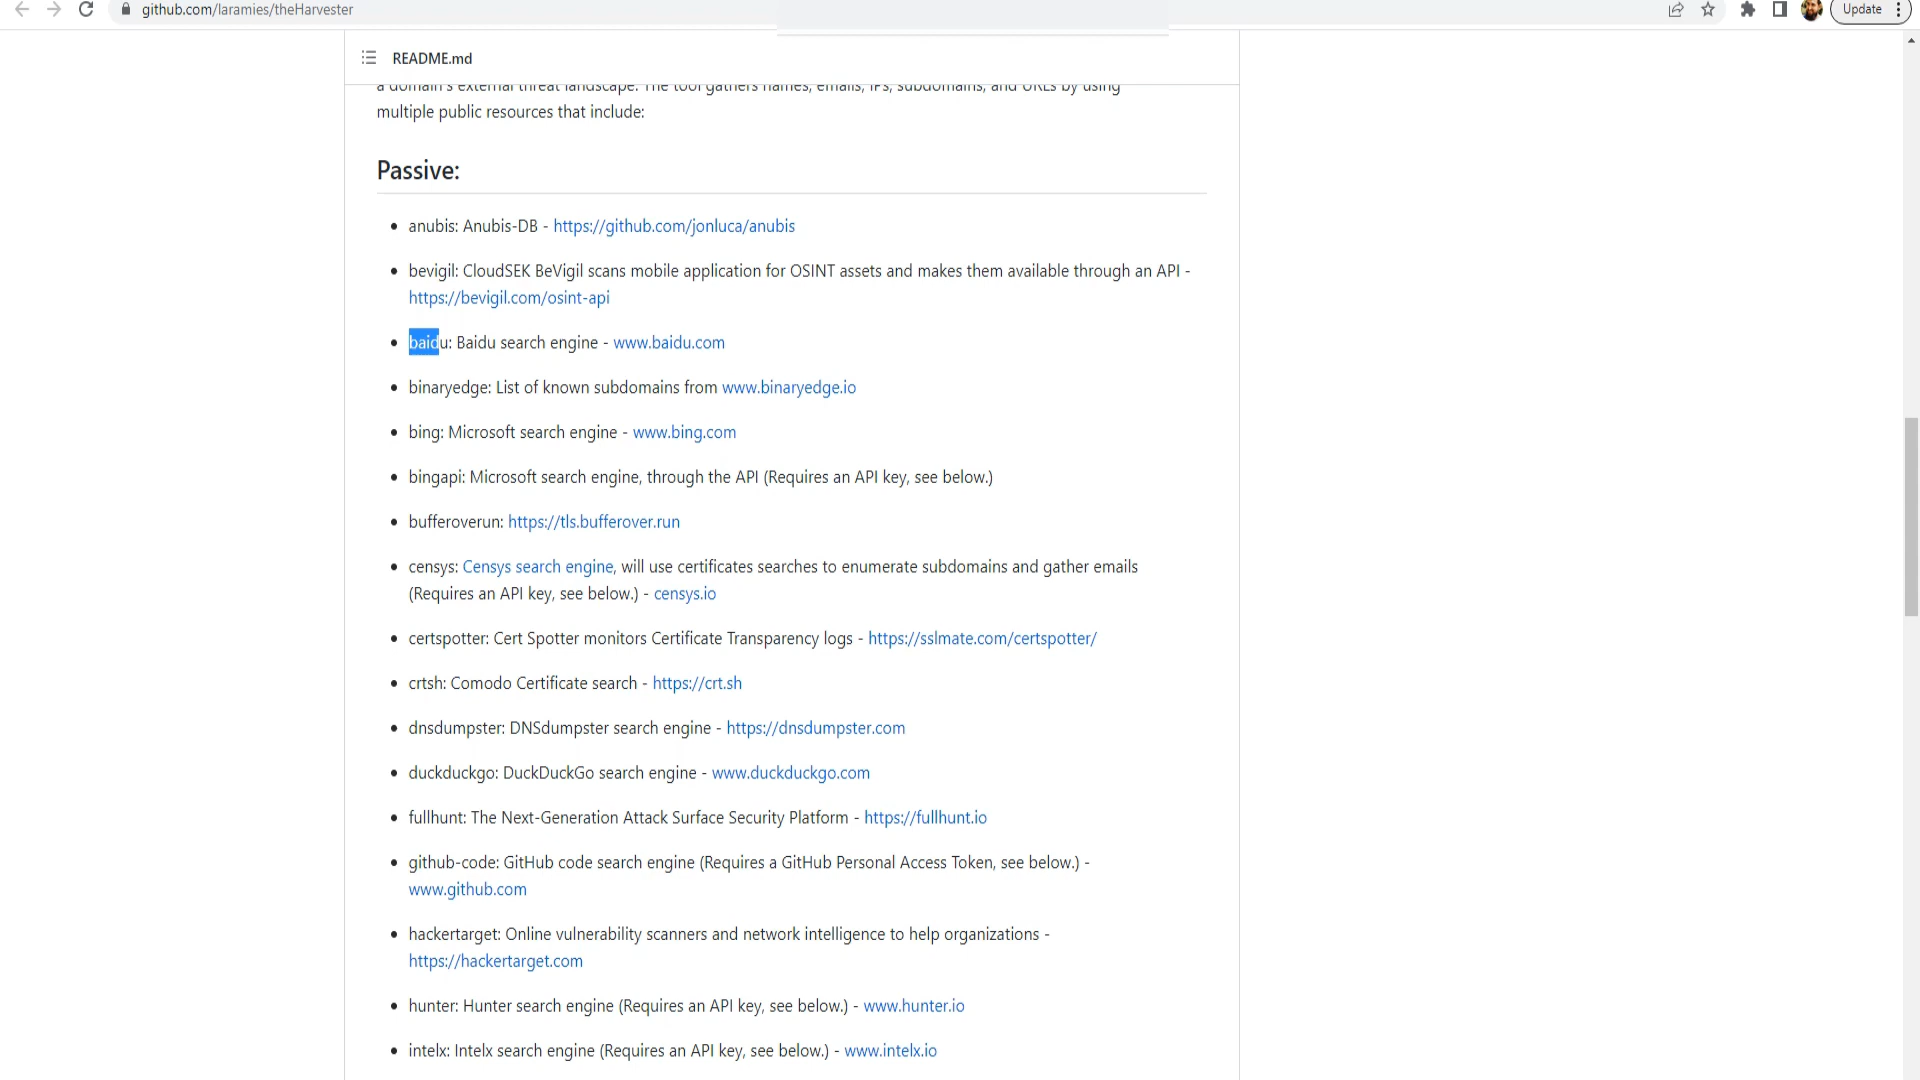 github.com/laramies/theHarvester
Update
README.md
a domain's external threat landscape. The tool gathers names, emails, IPs, subdomains, and URLs by using
multiple public resources that include:
Passive:
anubis: Anubis-DB - https://github.com/jonluca/anubis
bevigil: CloudSEK BeVigil scans mobile application for OSINT assets and makes them available through an API -
https://bevigil.com/osint-api
baidu: Baidu search engine - www.baidu.com
binaryedge: List of known subdomains from www.binaryedge.io
bing: Microsoft search engine - www.bing.com
bingapi: Microsoft search engine, through the API (Requires an API key, see below.)
bufferoverun: https://tls.bufferover.run
censys: Censys search engine, will use certificates searches to enumerate subdomains and gather emails
(Requires an API key, see below.) - censys.io
certspotter: Cert Spotter monitors Certificate Transparency logs - https://sslmate.com/certspotter/
crtsh: Comodo Certificate search - https://crt.sh
dnsdumpster: DNSdumpster search engine - https://dnsdumpster.com
duckduckgo: DuckDuckGo search engine - www.duckduckgo.com
fullhunt: The Next-Generation Attack Surface Security Platform - https://fullhunt.io
github-code: GitHub code search engine (Requires a GitHub Personal Access Token, see below.) -
www.github.com
hackertarget: Online vulnerability scanners and network intelligence to help organizations -
https://hackertarget.com
hunter: Hunter search engine (Requires an API key, see below.) - www.hunter.io
intelx: Intelx search engine (Requires an API key, see below.) - www.intelx.io